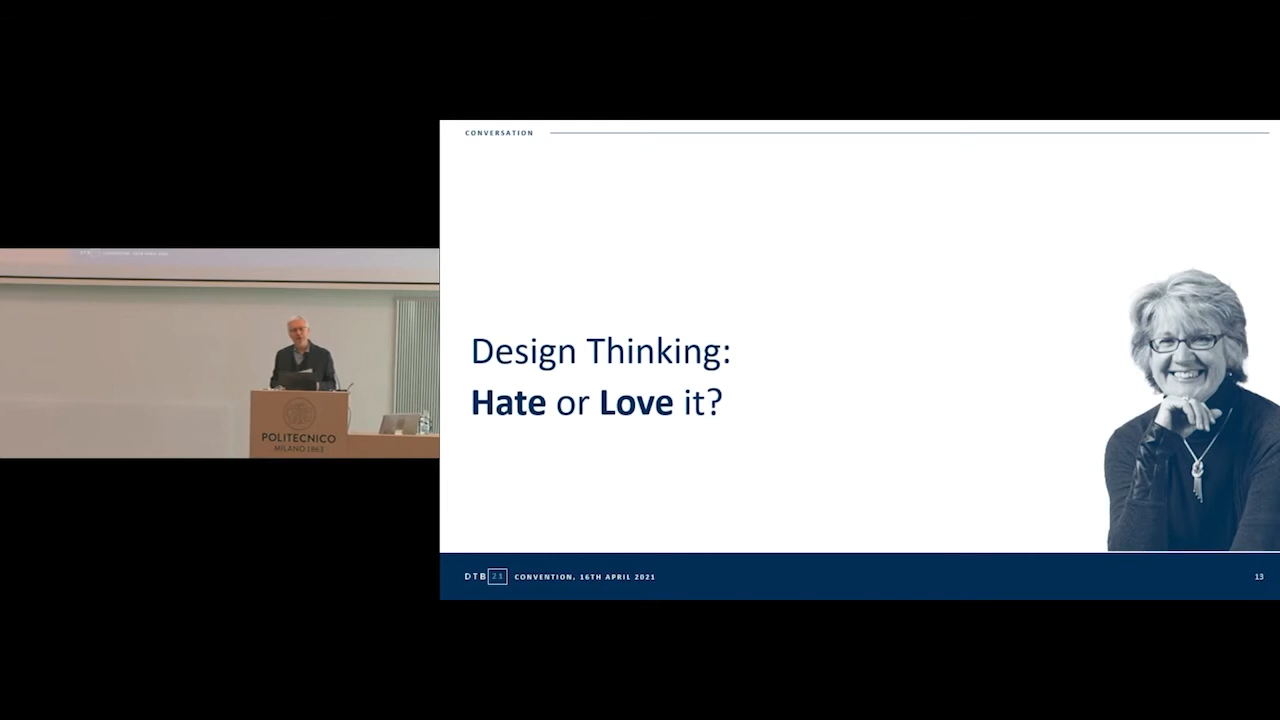 CONVERSATION
Design Thinking:
Hate or Love it?
POLITECNICO
MILANO 1863
DTB 21 CONVENTION, 16TH APRIL 2021
13